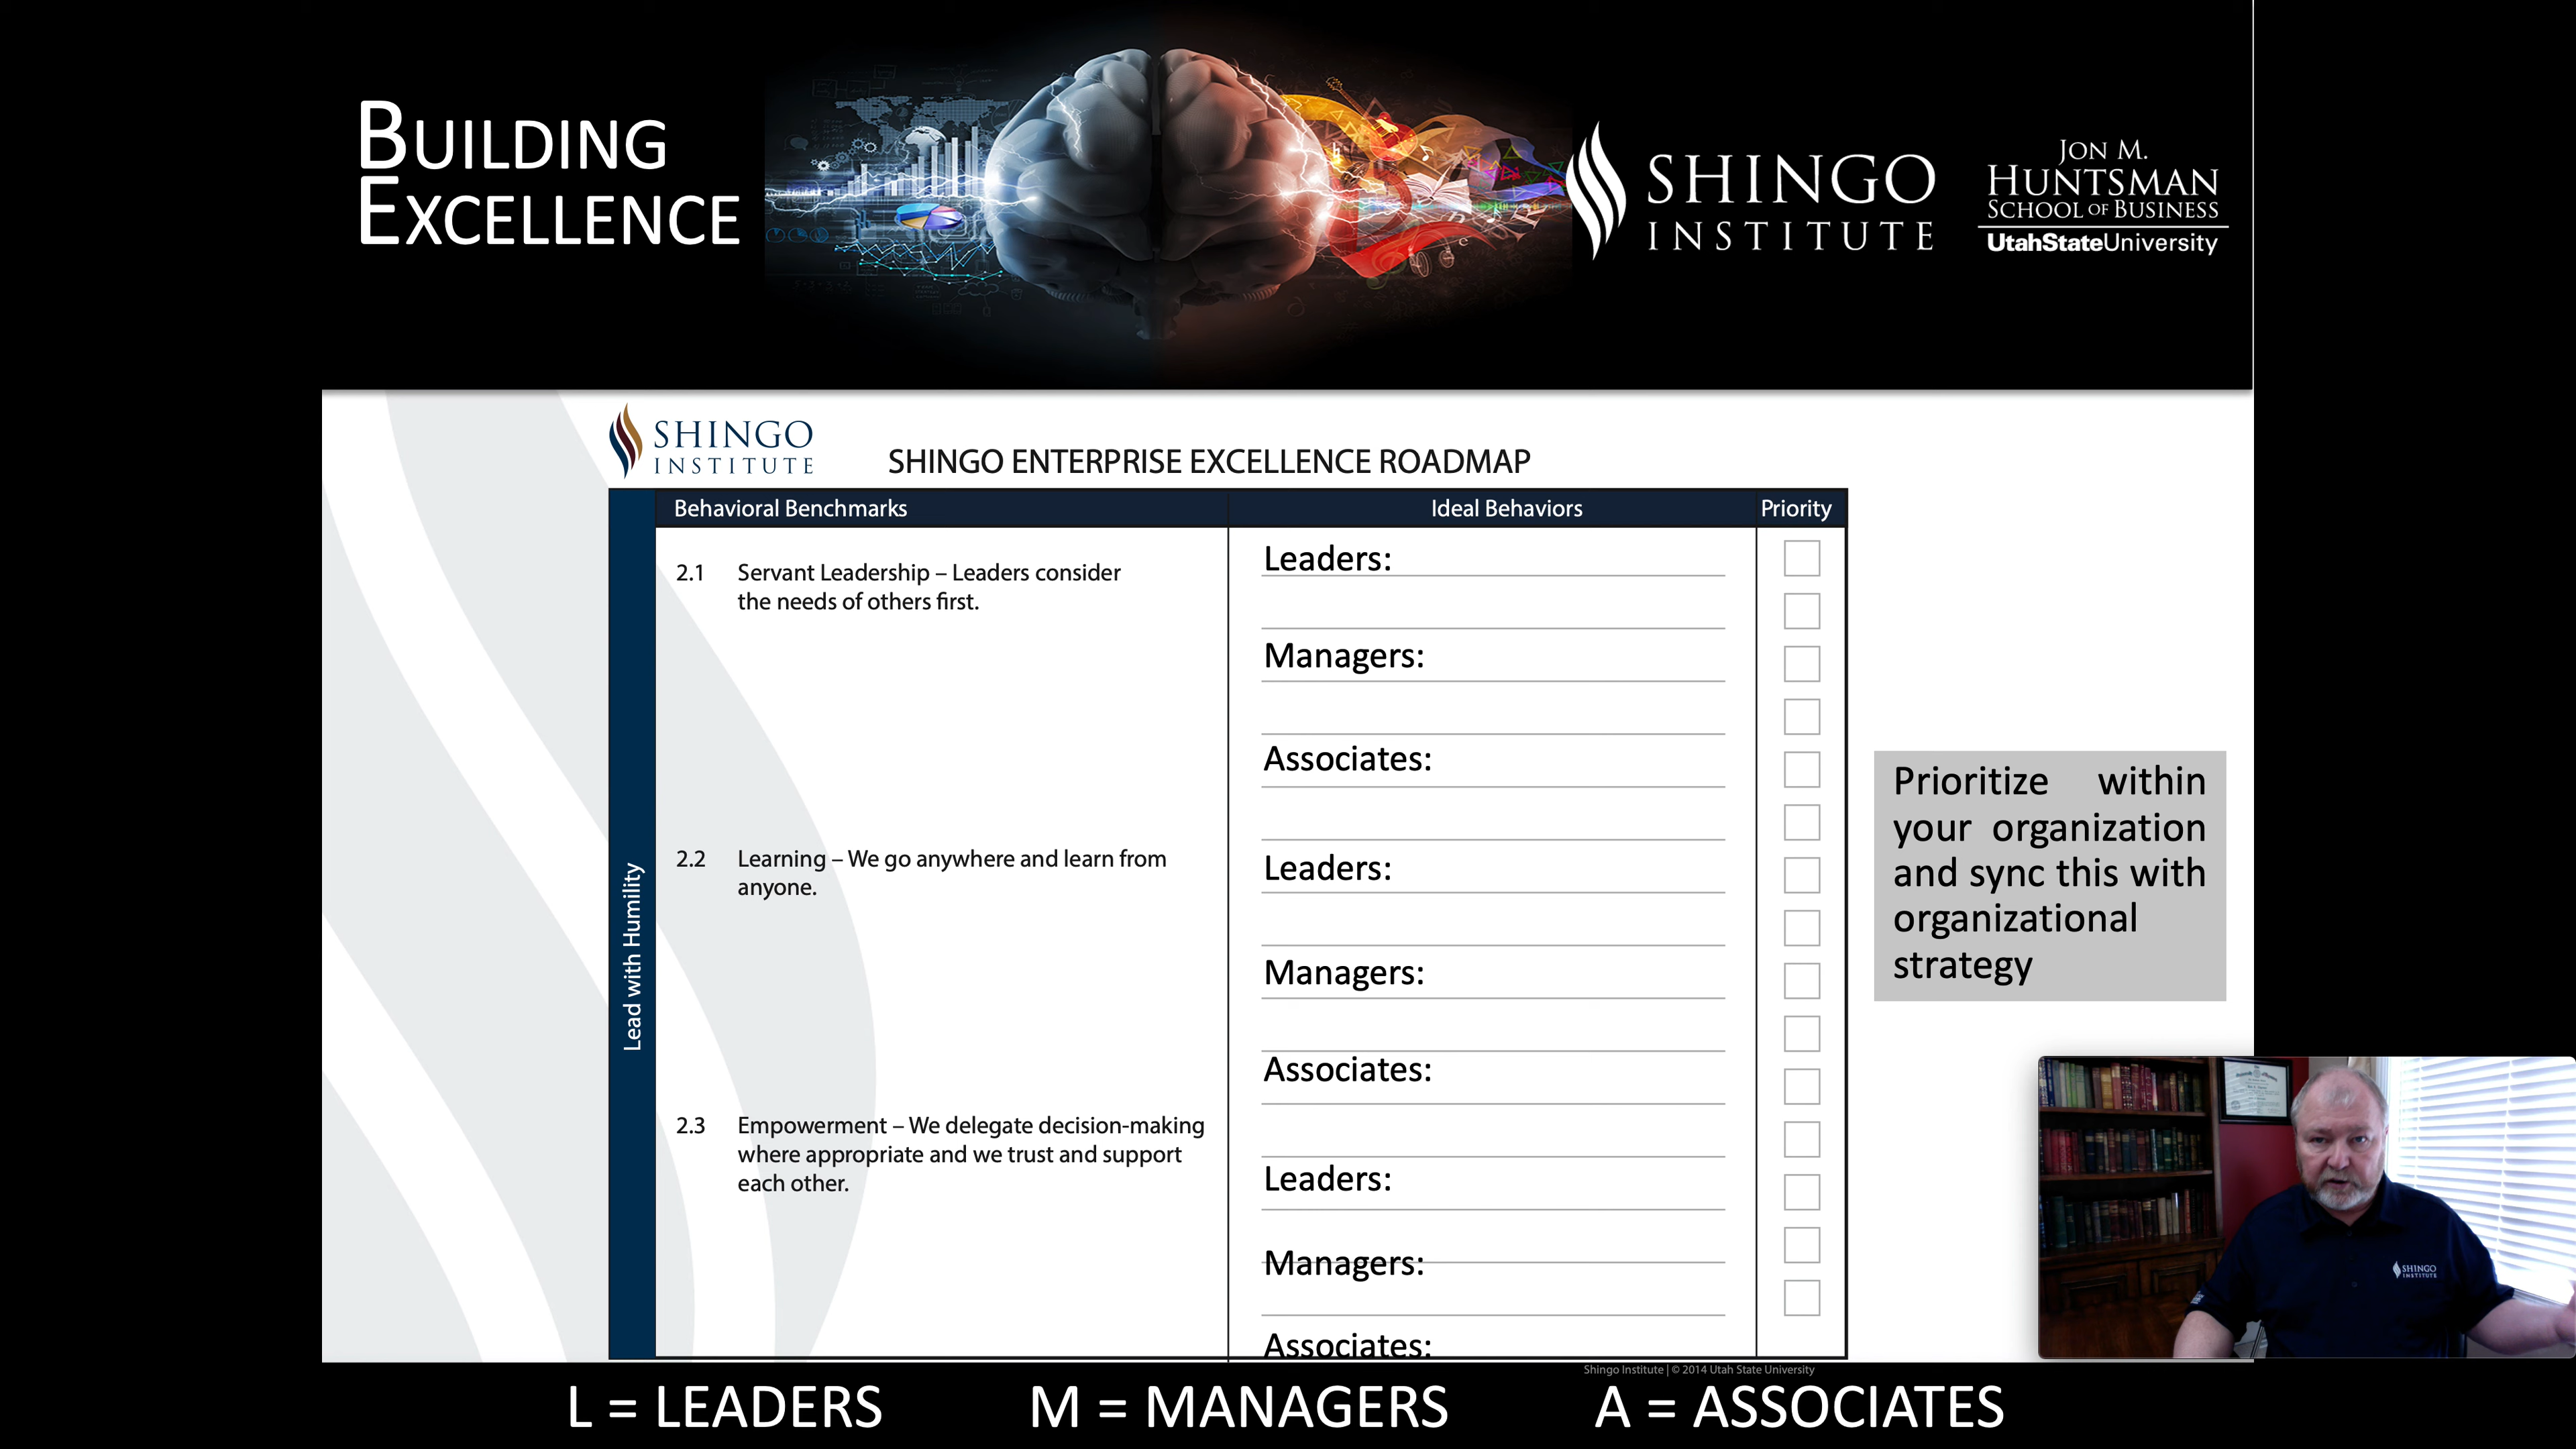 BUILDING
EXCELLENCE
SHINGO
INSTITUTE
JON M.
HUNTSMAN
SCHOOL OF BUSINESS
UtahStateUniversity
SHINGO
INSTITUTE
SHINGO ENTERPRISE EXCELLENCE ROADMAP
Behavioral Benchmarks
Ideal Behaviors
Priority
Lead with Humility
2.1 Servant Leadership – Leaders consider
the needs of others first.
Leaders:
Managers:
Associates:
2.2 Learning – We go anywhere and learn from
anyone.
Leaders:
Managers:
Associates:
2.3 Empowerment – We delegate decision-making
where appropriate and we trust and support
each other.
Leaders:
Managers:
Associates:
Prioritize within
your organization
and sync this with
organizational
strategy
SHINGO
INSTITUTE
Shingo Institute | © 2014 Utah State University
L = LEADERS
M = MANAGERS
A = ASSOCIATES